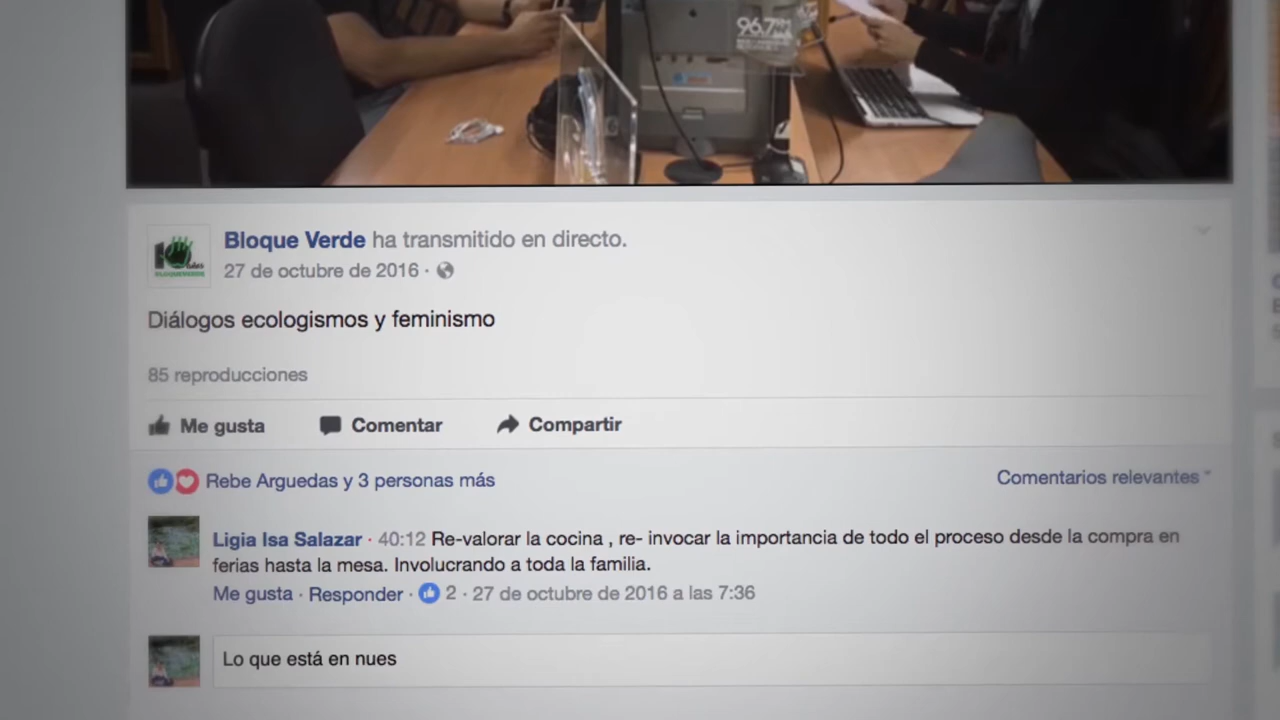 96.7
Bloque Verde ha transmitido en directo.
27 de octubre de 2016 ·
Diálogos ecologismos y feminismo
85 reproducciones
Me gusta Comentar Compartir
Rebe Arguedas y 3 personas más Comentarios relevantes
Ligia Isa Salazar · 40:12 Re-valorar la cocina , re- invocar la importancia de todo el proceso desde la compra en
ferias hasta la mesa. Involucrando a toda la familia.
Me gusta · Responder · 2 · 27 de octubre de 2016 a las 7:36
Lo que está en nues